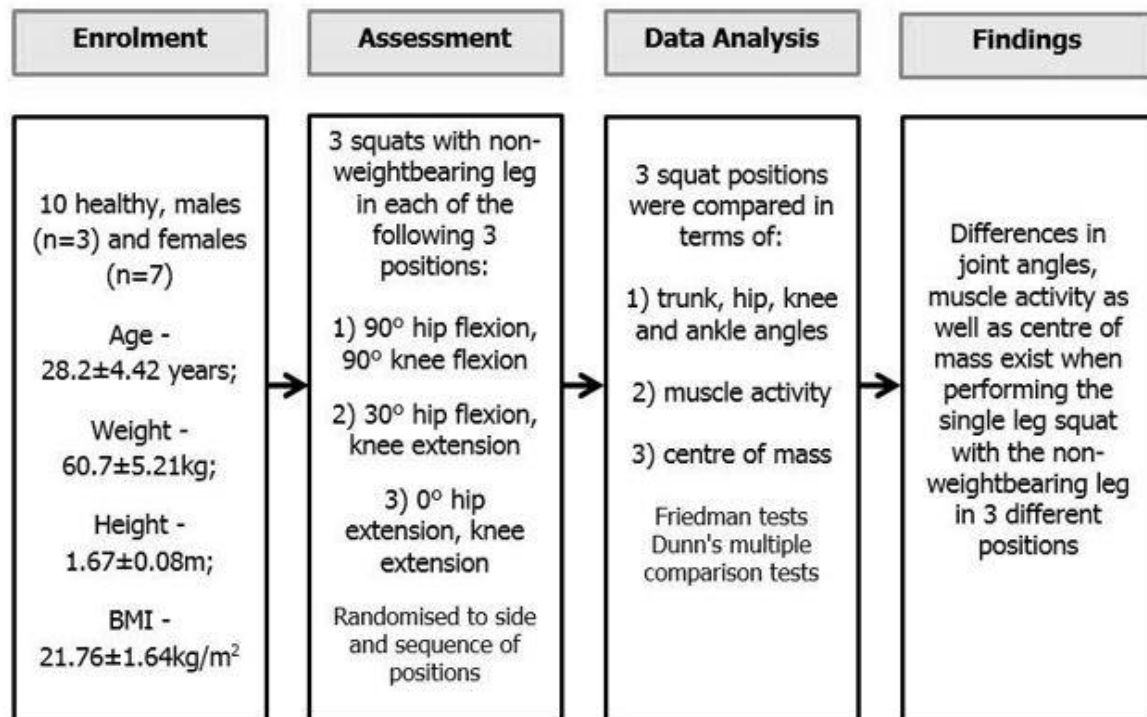 Enrolment
10 healthy, males
(n=3) and females
(n=7)
Age -
28.2±4.42 years;
Weight -
60.7±5.21kg;
Height -
1.67±0.08m;
BMI -
21.76±1.64kg/m²
Assessment
3 squats with non-
weightbearing leg
in each of the
following 3
positions:
1) 90º hip flexion,
90º knee flexion
2) 30º hip flexion,
knee extension
3) 0º hip
extension, knee
extension
Randomised to side
and sequence of
positions
Data Analysis
3 squat positions
were compared in
terms of:
1) trunk, hip, knee
and ankle angles
2) muscle activity
3) centre of mass
Friedman tests
Dunn's multiple
comparison tests
Findings
Differences in
joint angles,
muscle activity as
well as centre of
mass exist when
performing the
single leg squat
with the non-
weightbearing leg
in 3 different
positions